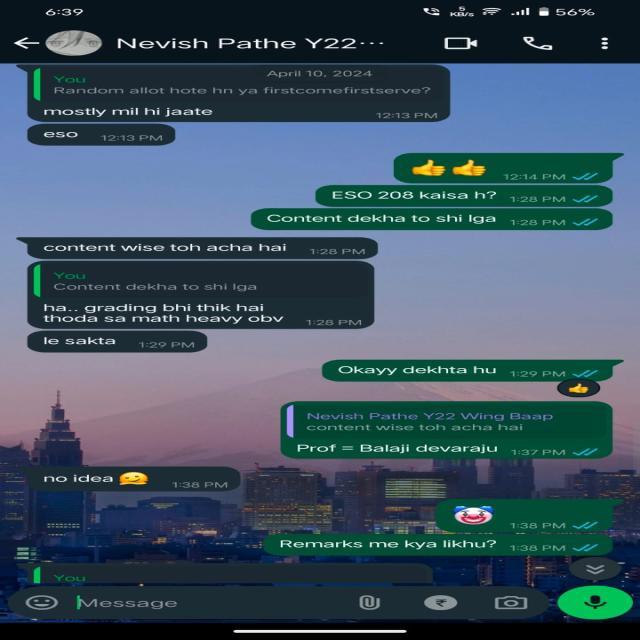 6:39
5 KB/s
56%
Nevish Pathe Y22...
April 10, 2024
You
Random allot hote hn ya firstcomefirstserve?
mostly mil hi jaate
12:13 PM
eso 12:13 PM
👍 👍 12:14 PM
ESO 208 kaisa h? 1:28 PM
Content dekha to shi lga 1:28 PM
content wise toh acha hai 1:28 PM
You
Content dekha to shi lga
ha.. grading bhi thik hai
thoda sa math heavy obv 1:28 PM
le sakta 1:29 PM
Okayy dekhta hu 1:29 PM
👍
Nevish Pathe Y22 Wing Baap
content wise toh acha hai
Prof = Balaji devaraju 1:37 PM
no idea 🫠 1:38 PM
🤡 1:38 PM
Remarks me kya likhu? 1:38 PM
You
Message